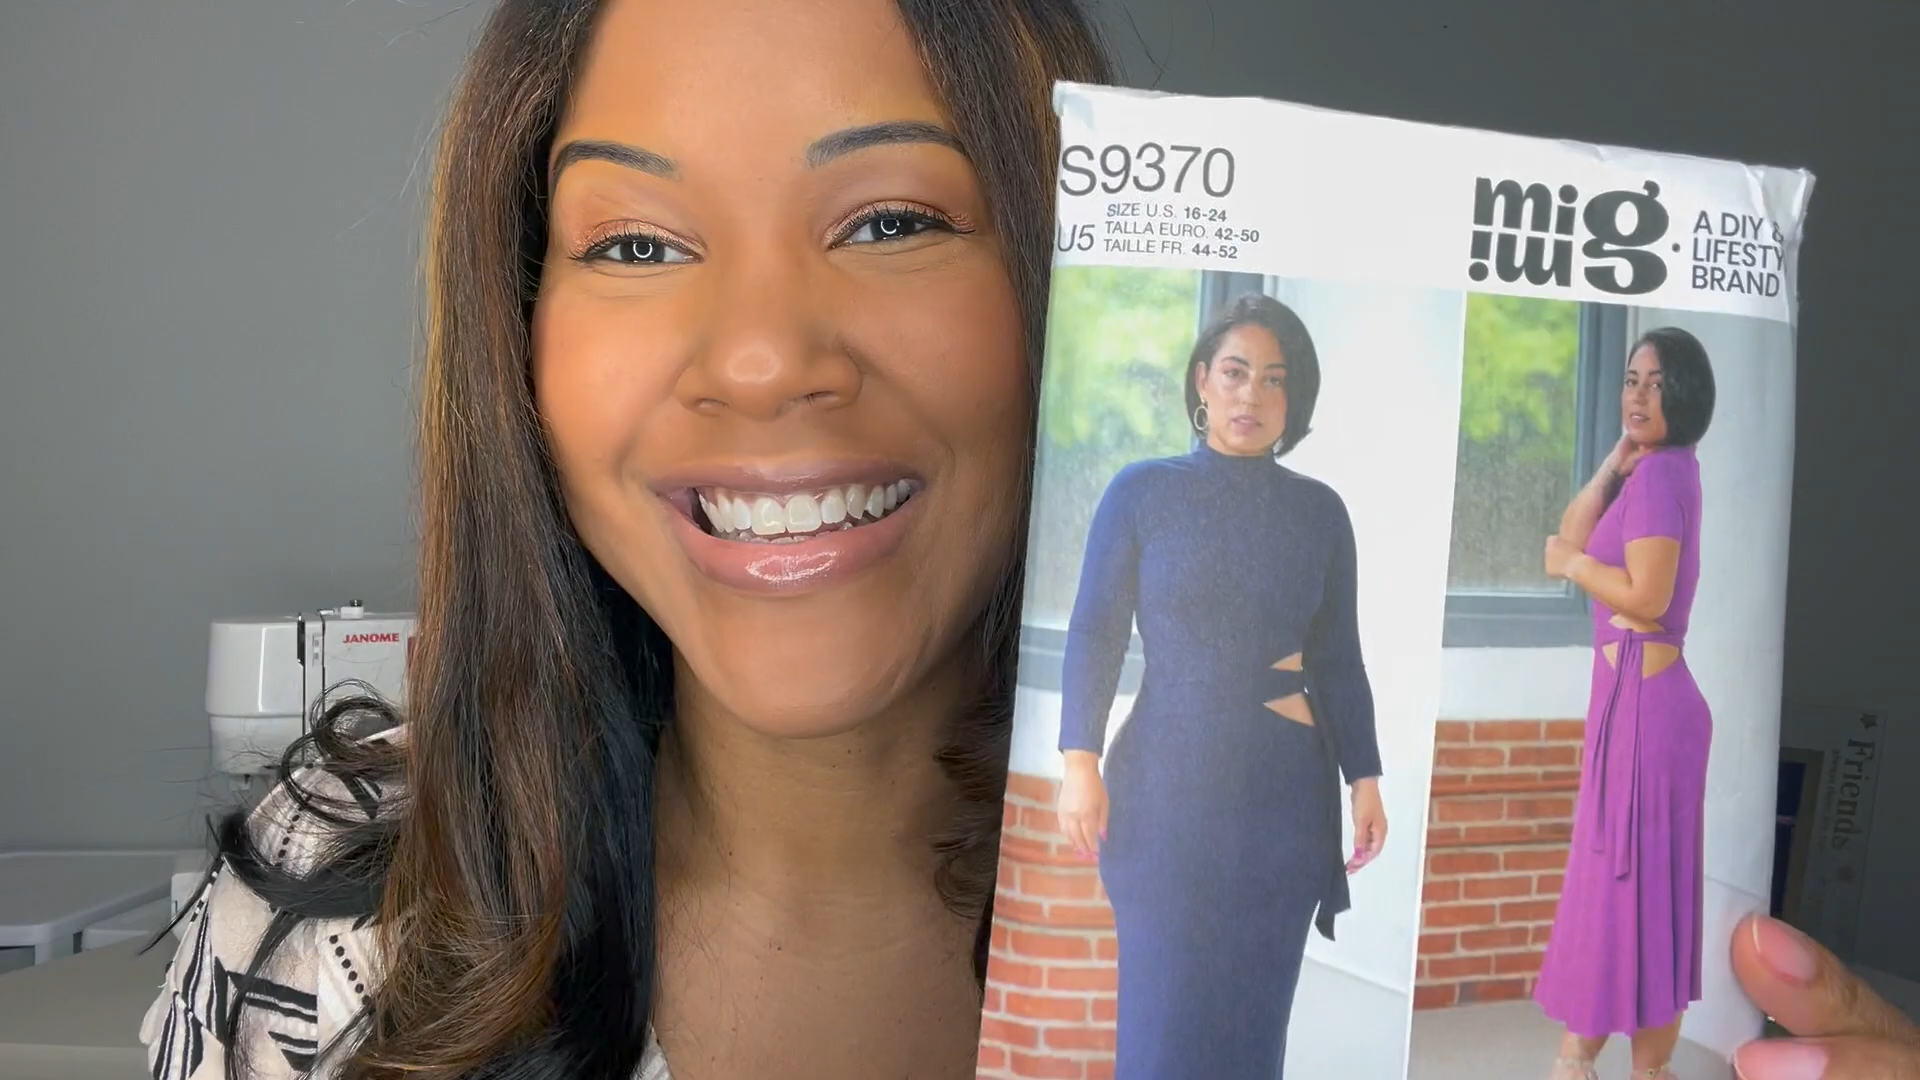 S9370
SIZE U.S. 16-24
U5 TALLA EURO. 42-50
TAILLE FR. 44-52
mimi g.
A DIY &
LIFESTY
BRAND
JANOME
Friends